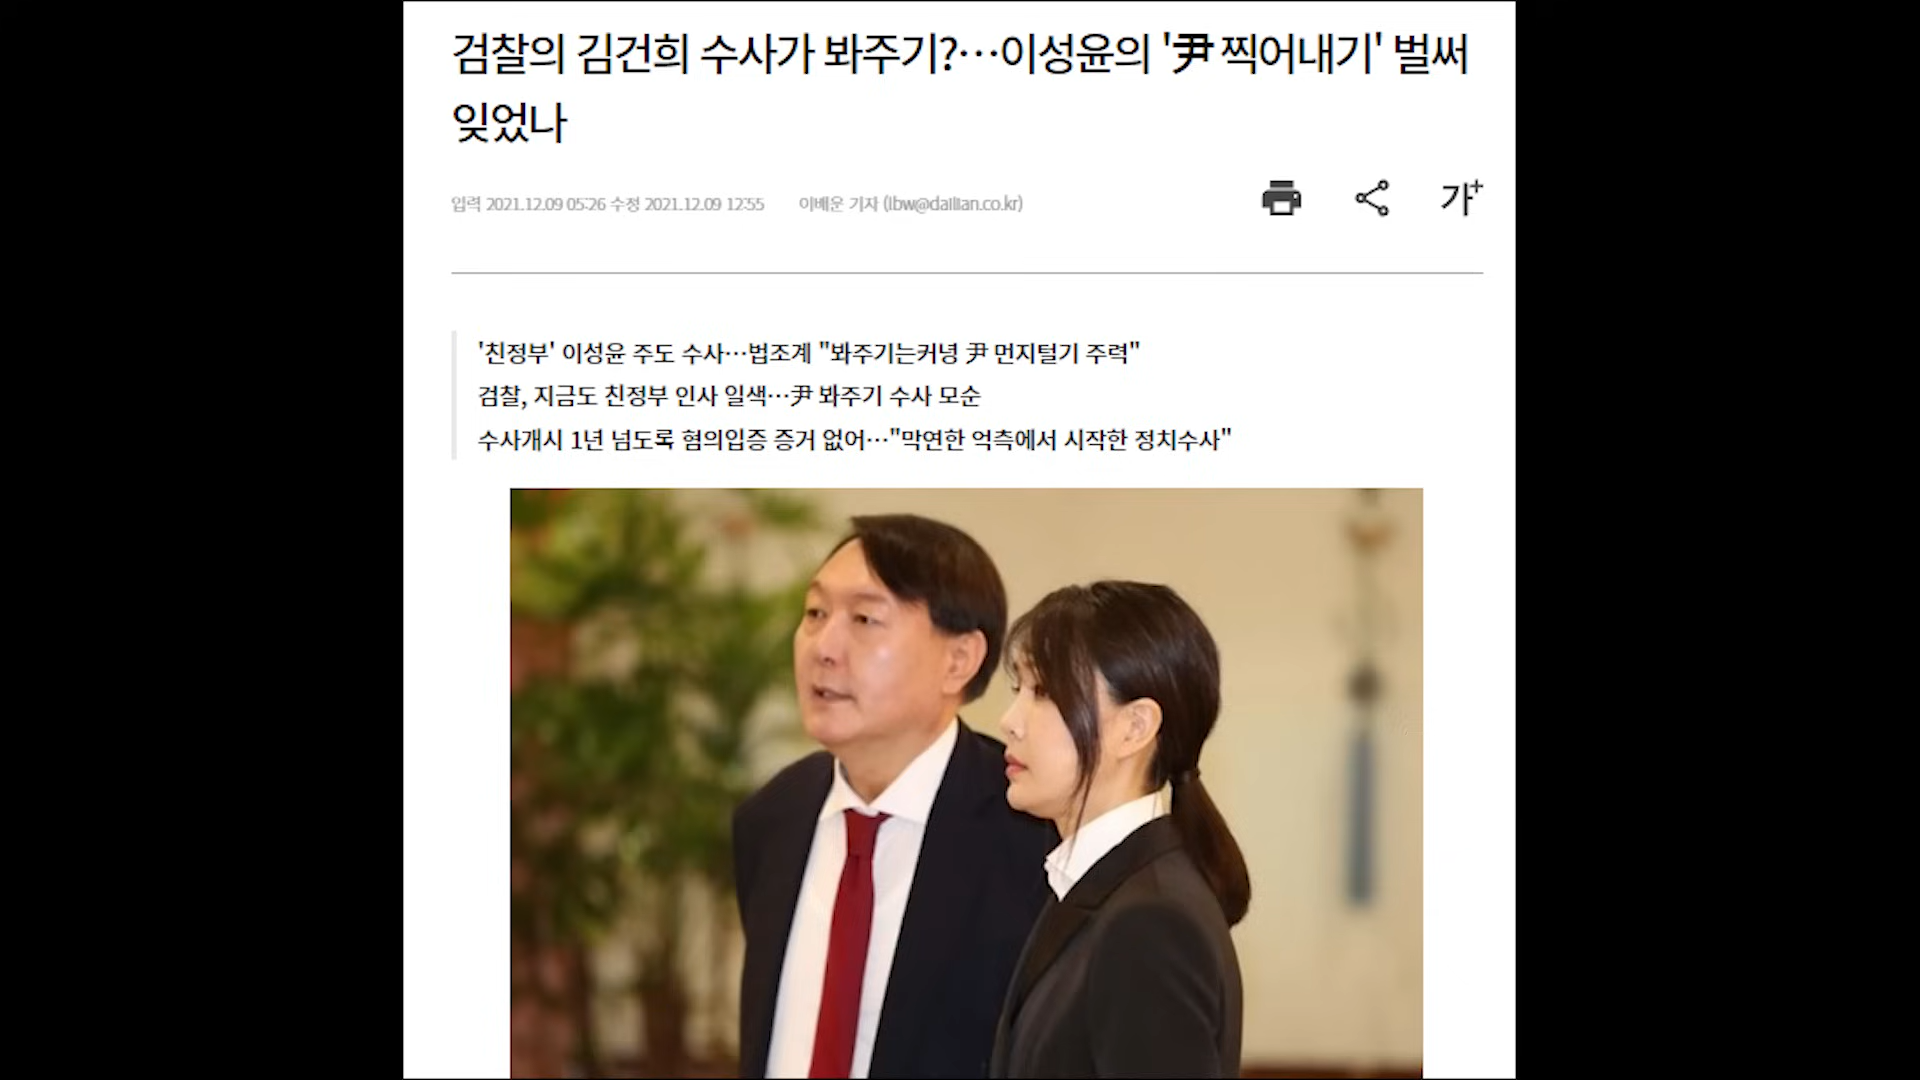 검찰의 김건희 수사가 봐주기?…이성윤의 '尹 찍어내기' 벌써
잊었나
입력 2021.12.09 05:26 수정 2021.12.09 12:55 이배운 기자 (lbw@dailian.co.kr)
가+
'친정부' 이성윤 주도 수사…법조계 "봐주기는커녕 尹 먼지털기 주력"
검찰, 지금도 친정부 인사 일색…尹 봐주기 수사 모순
수사개시 1년 넘도록 혐의입증 증거 없어…"막연한 억측에서 시작한 정치수사"